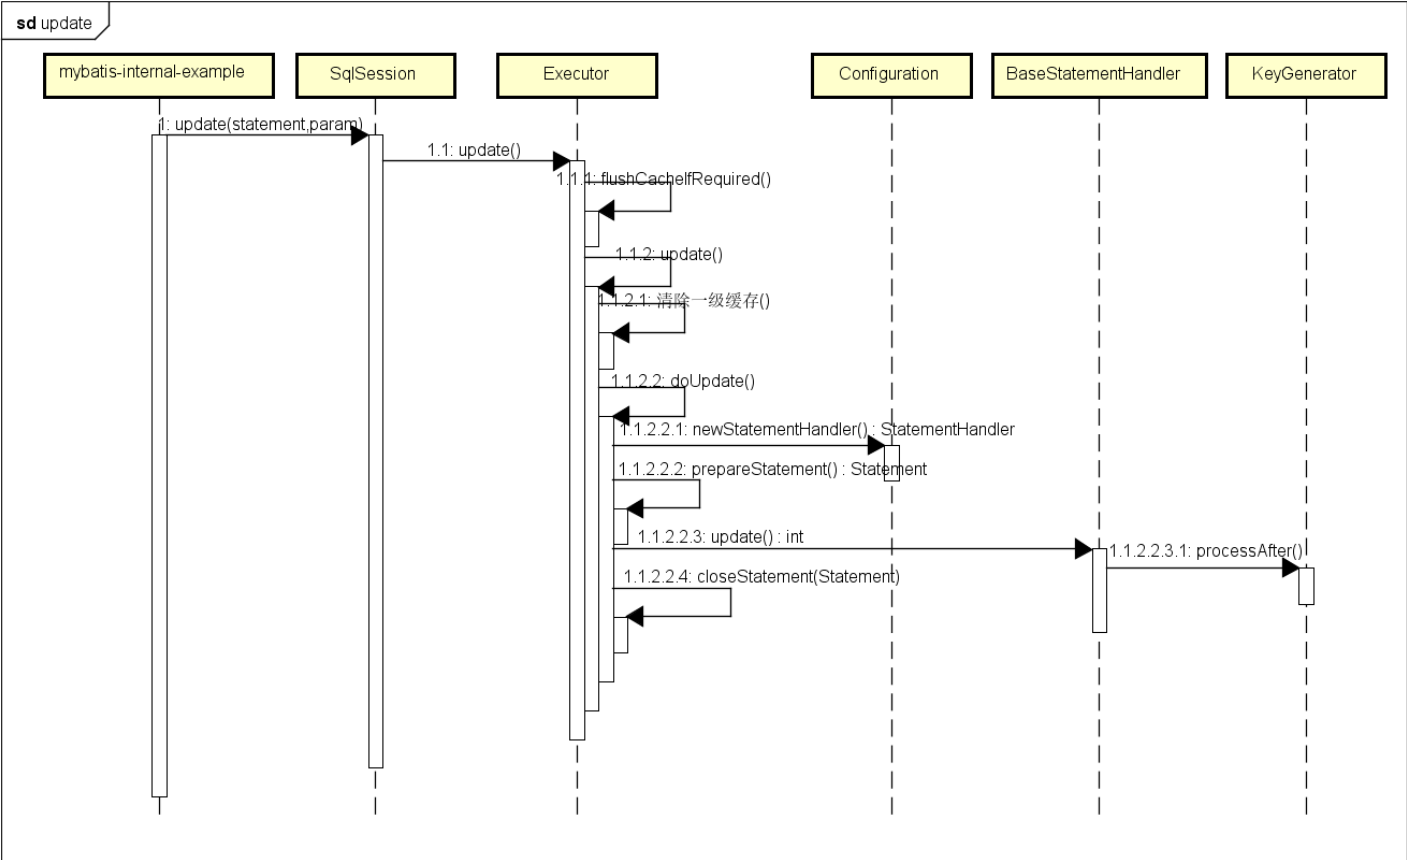 sd update
mybatis-internal-example
SqlSession
Executor
Configuration
BaseStatementHandler
KeyGenerator
1: update(statement,param)
1.1: update()
1.1.1: flushCacheIfRequired()
1.1.2: update()
1.1.2.1: 清除一级缓存()
1.1.2.2: doUpdate()
1.1.2.2.1: newStatementHandler() : StatementHandler
1.1.2.2.2: prepareStatement() : Statement
1.1.2.2.3: update() : int
1.1.2.2.3.1: processAfter()
1.1.2.2.4: closeStatement(Statement)